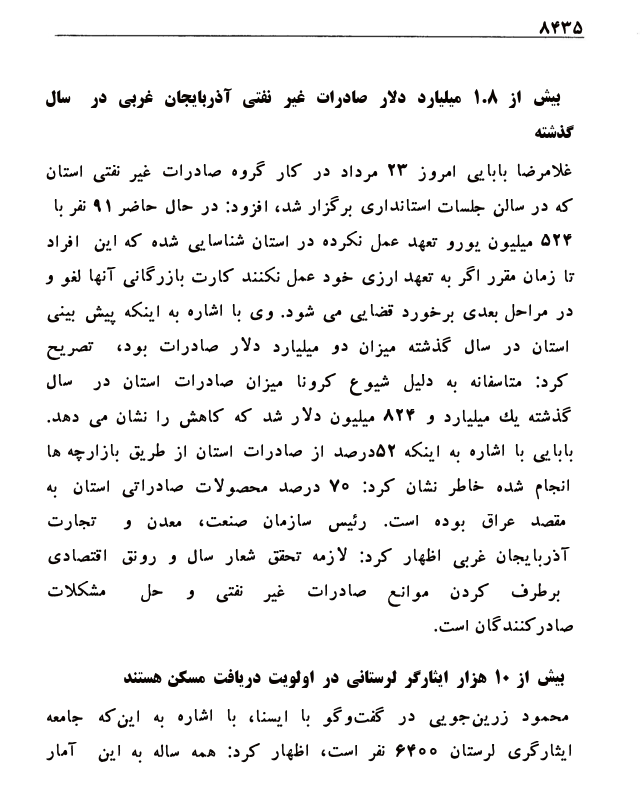 ۸۴۳۵
بیش از ۱.۸ میلیارد دلار صادرات غیر نفتی آذربایجان غربی در سال
گذشته
غلامرضا بابایی امروز ۲۳ مرداد در کار گروه صادرات غیر نفتی استان
که در سالن جلسات استانداری برگزار شد، افزود: در حال حاضر ۹۱ نفر با
۵۲۴ میلیون یورو تعهد عمل نکرده در استان شناسایی شده که این افراد
تا زمان مقرر اگر به تعهد ارزی خود عمل نکنند کارت بازرگانی آنها لغو و
در مراحل بعدی برخورد قضایی می شود. وی با اشاره به اینکه پیش بینی
استان در سال گذشته میزان دو میلیارد دلار صادرات بود، تصریح
کرد: متاسفانه به دلیل شیوع کرونا میزان صادرات استان در سال
گذشته یك میلیارد و ۸۲۴ میلیون دلار شد که کاهش را نشان می دهد.
بابایی با اشاره به اینکه ۵۲درصد از صادرات استان از طریق بازارچه ها
انجام شده خاطر نشان کرد: ۷۰ درصد محصولات صادراتی استان به
مقصد عراق بوده است. رئیس سازمان صنعت، معدن و تجارت
آذربایجان غربی اظهار کرد: لازمه تحقق شعار سال و رونق اقتصادی
برطرف کردن موانع صادرات غیر نفتی و حل مشکلات
صادرکنندگان است.
بیش از ۱۰ هزار ایثارگر لرستانی در اولویت دریافت مسکن هستند
محمود زرین‌جویی در گفت‌وگو با ایسنا، با اشاره به این‌که جامعه
ایثارگری لرستان ۶۴۰۰ نفر است، اظهار کرد: همه ساله به این آمار